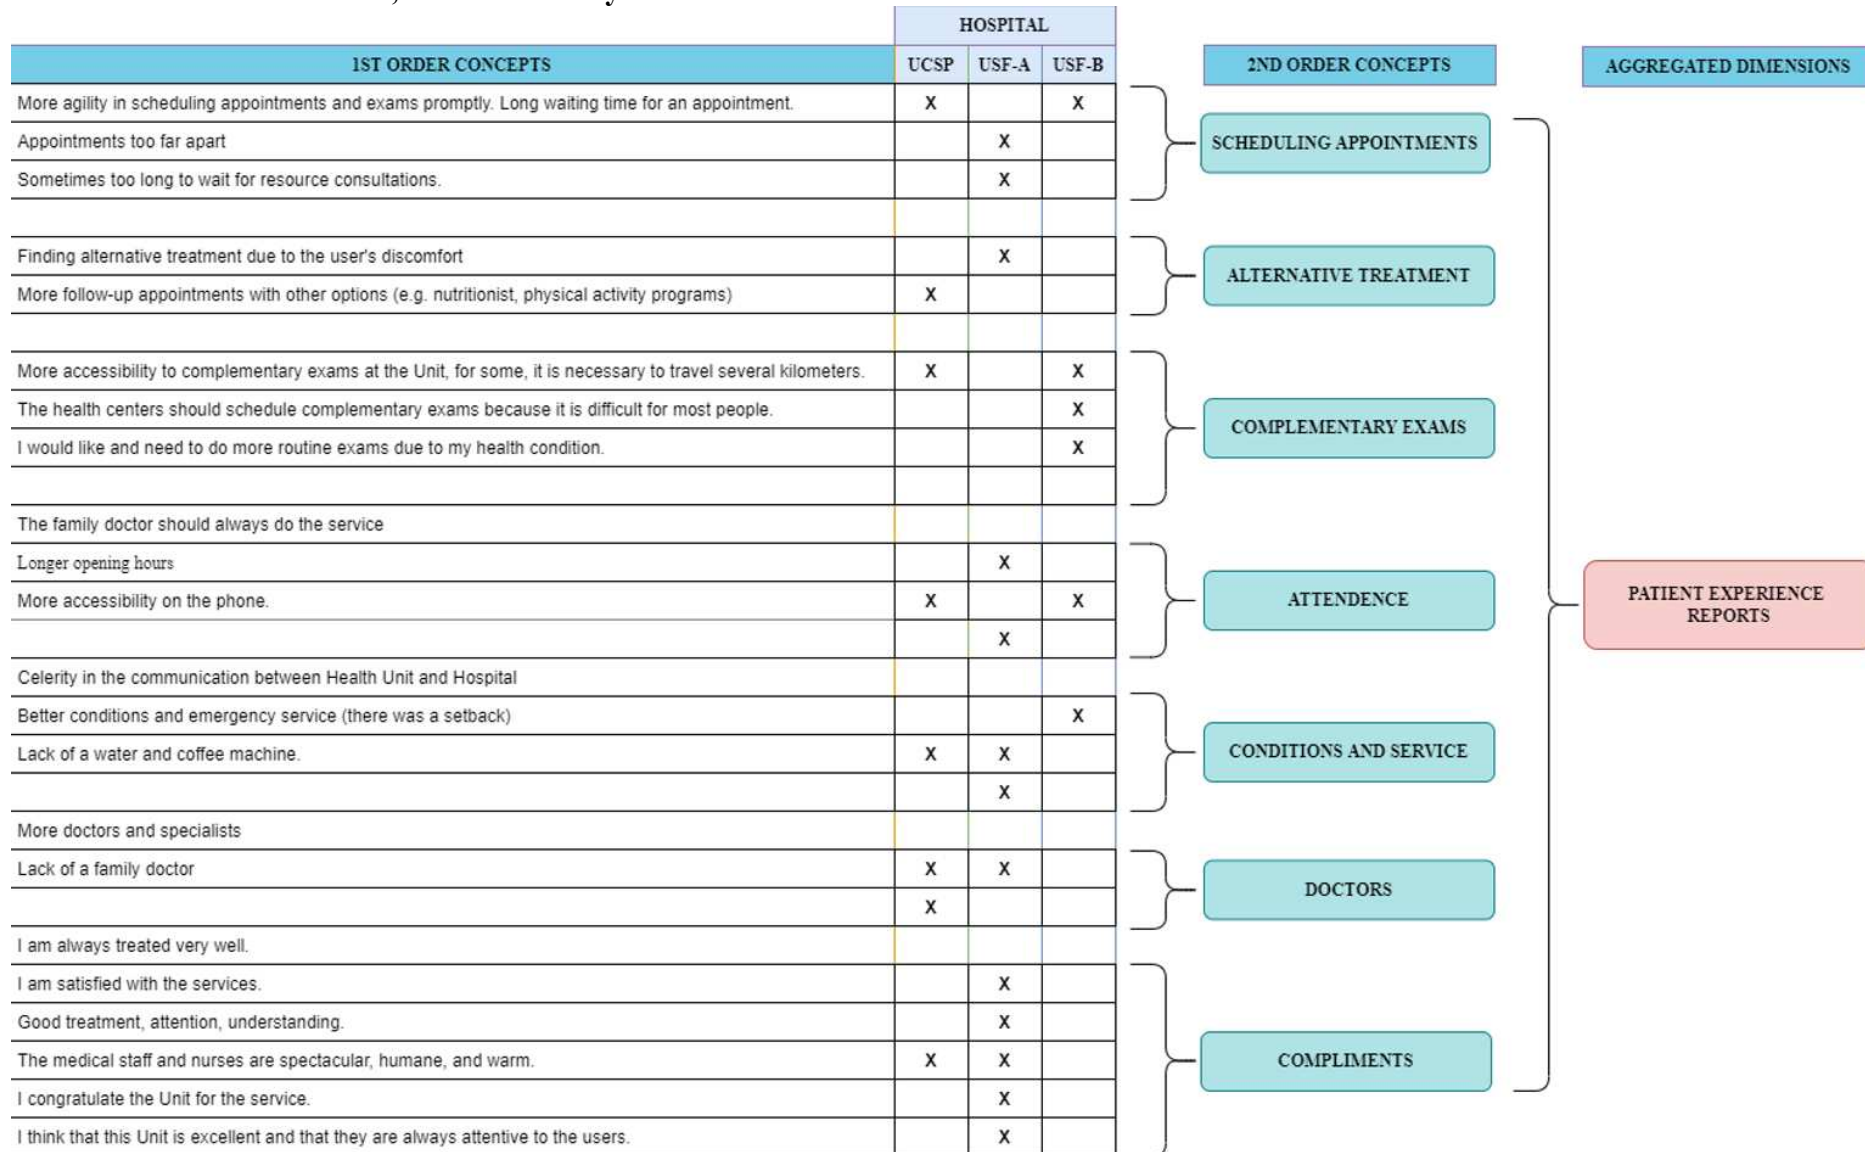 HOSPITAL
1ST ORDER CONCEPTS UCSP USF-A USF-B 2ND ORDER CONCEPTS AGGREGATED DIMENSIONS
More agility in scheduling appointments and exams promptly. Long waiting time for an appointment. X X
Appointments too far apart X
SCHEDULING APPOINTMENTS
Sometimes too long to wait for resource consultations. X
Finding alternative treatment due to the user's discomfort X
ALTERNATIVE TREATMENT
More follow-up appointments with other options (e.g. nutritionist, physical activity programs) X
More accessibility to complementary exams at the Unit, for some, it is necessary to travel several kilometers. X X
The health centers should schedule complementary exams because it is difficult for most people. X
COMPLEMENTARY EXAMS
I would like and need to do more routine exams due to my health condition. X
The family doctor should always do the service
Longer opening hours X
More accessibility on the phone. X X
ATTENDENCE
X
PATIENT EXPERIENCE
REPORTS
Celerity in the communication between Health Unit and Hospital
Better conditions and emergency service (there was a setback) X
Lack of a water and coffee machine. X X
CONDITIONS AND SERVICE
X
More doctors and specialists
Lack of a family doctor X X
DOCTORS
X
I am always treated very well.
I am satisfied with the services. X
Good treatment, attention, understanding. X
The medical staff and nurses are spectacular, humane, and warm. X X
COMPLIMENTS
I congratulate the Unit for the service. X
I think that this Unit is excellent and that they are always attentive to the users. X